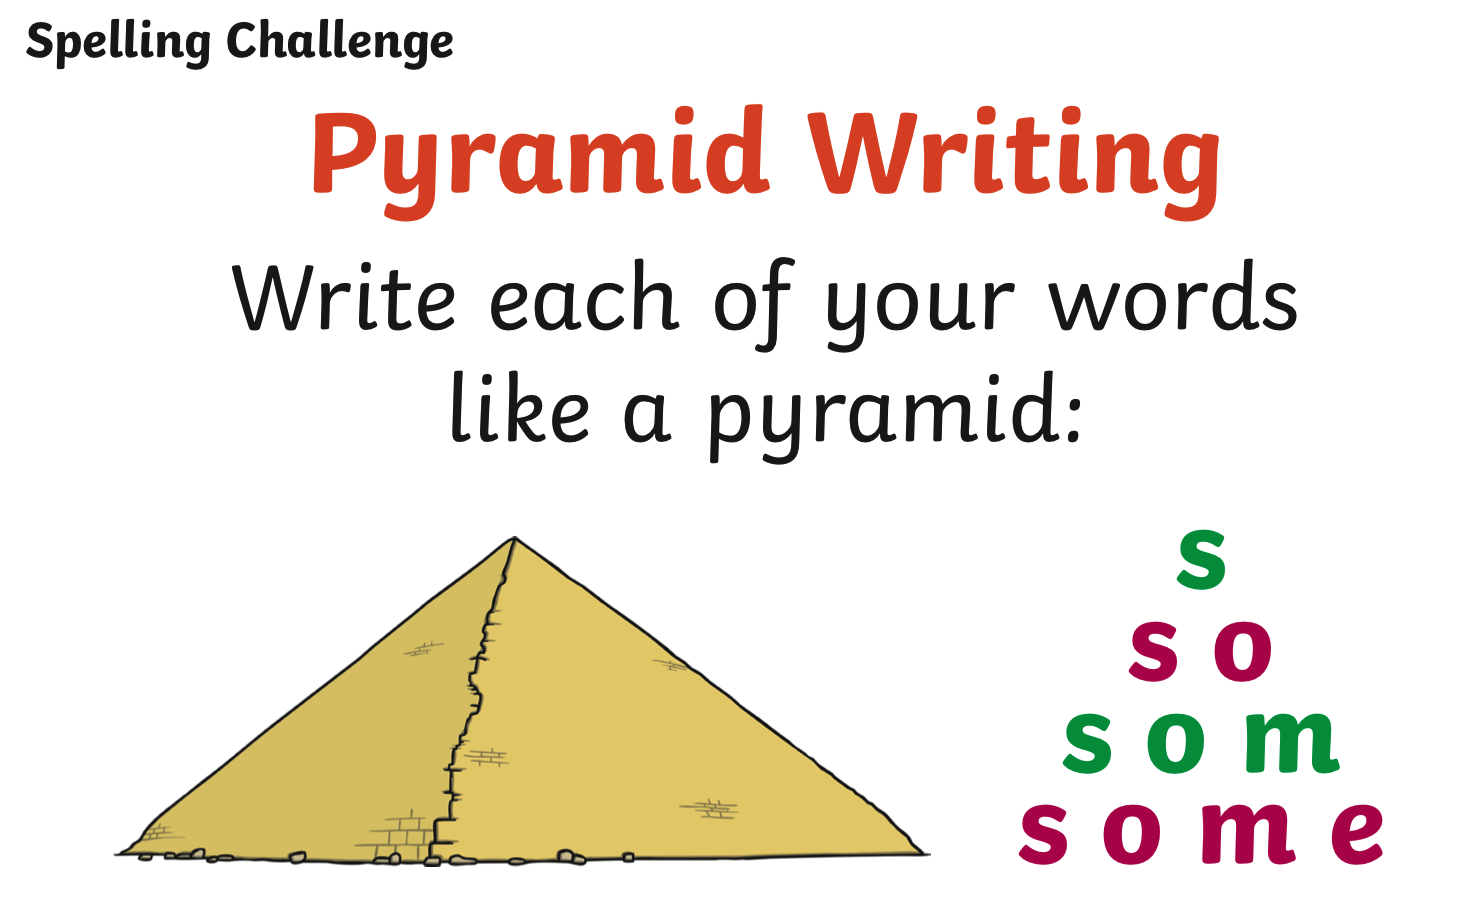 Spelling Challenge
Pyramid Writing
Write each of your words
like a pyramid:
s
s o
s o m
s o m e